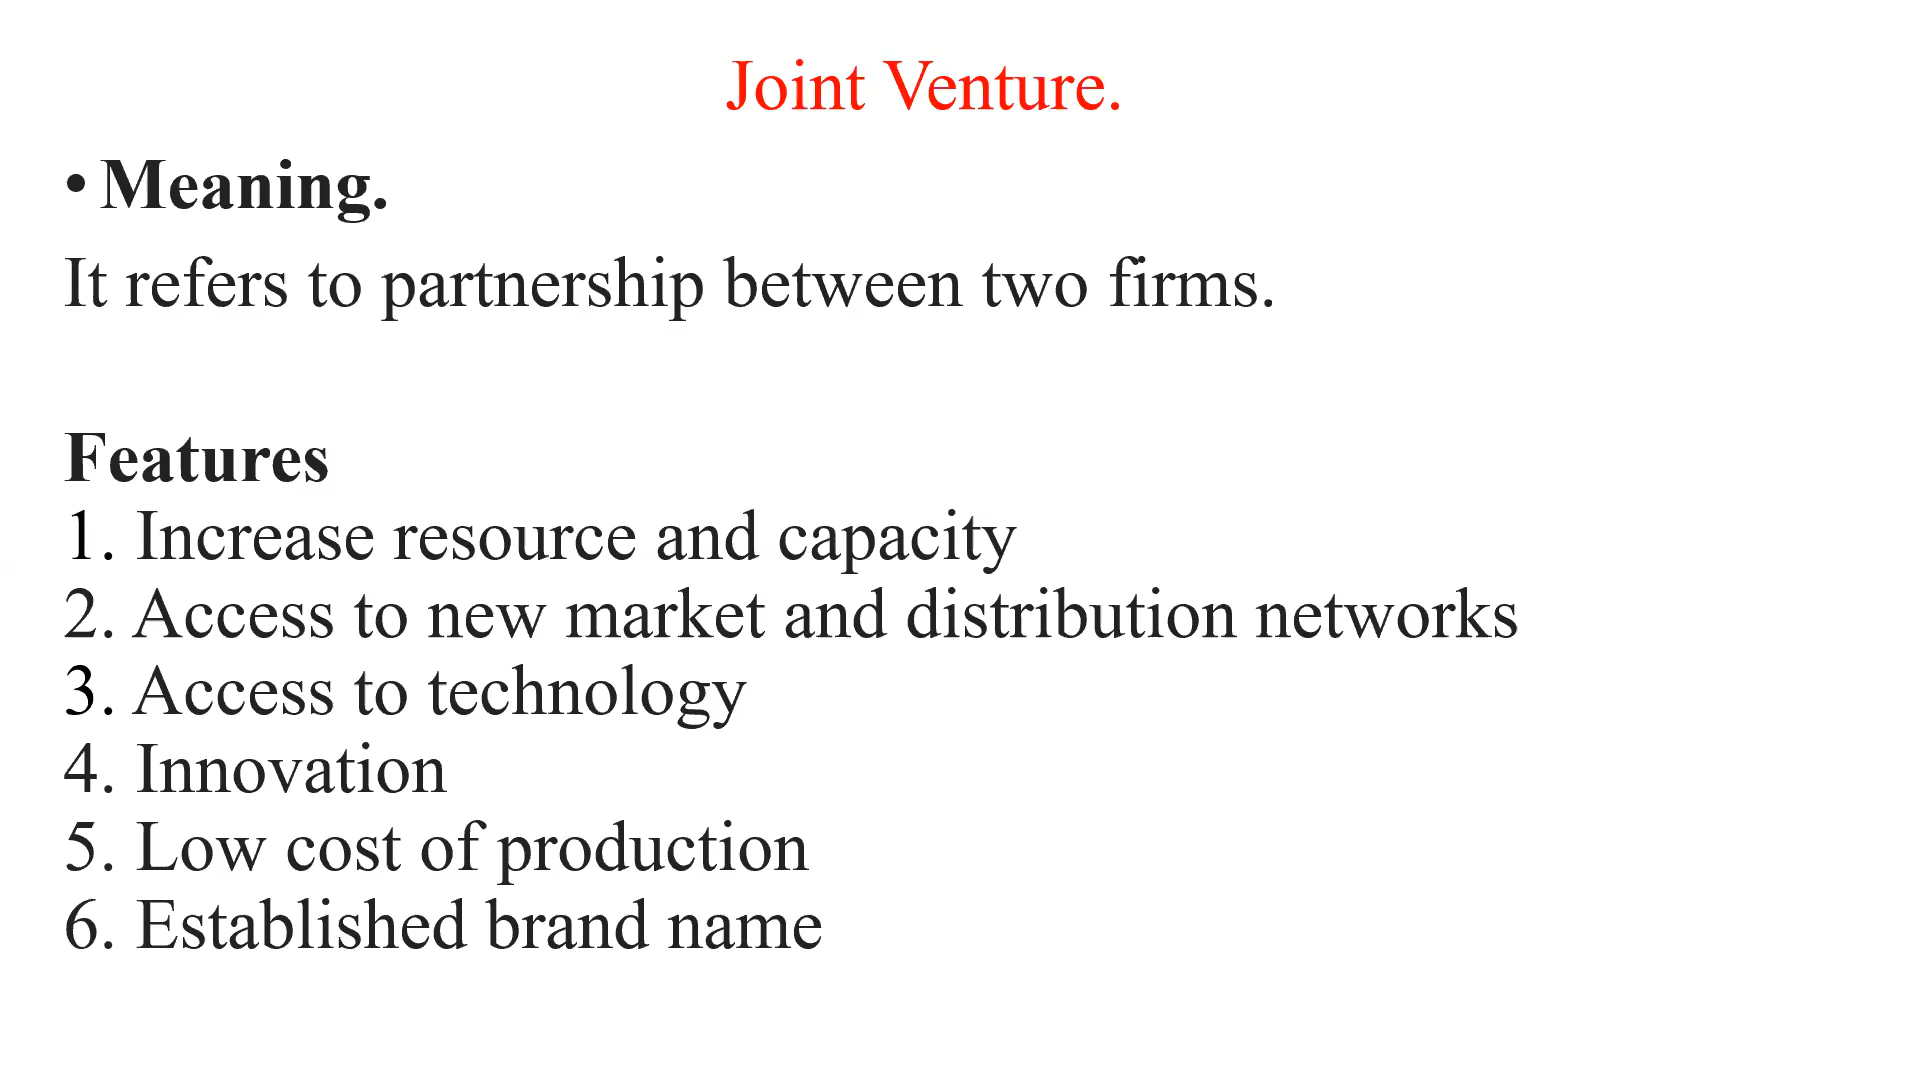 Joint Venture.
• Meaning.
It refers to partnership between two firms.
Features
1. Increase resource and capacity
2. Access to new market and distribution networks
3. Access to technology
4. Innovation
5. Low cost of production
6. Established brand name